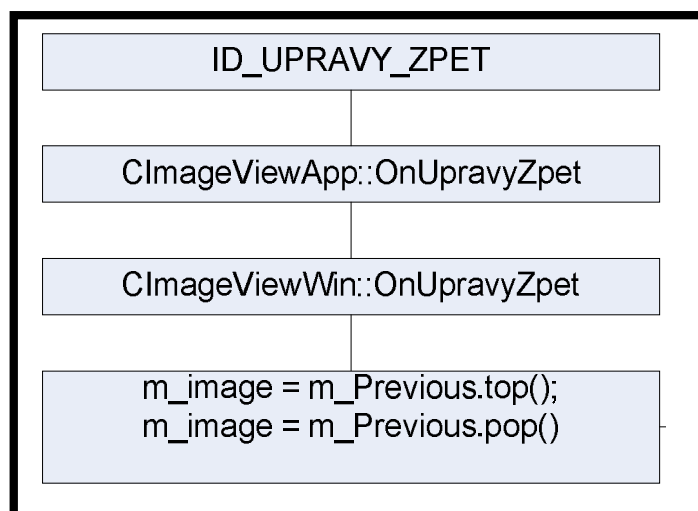 ID_UPRAVY_ZPET
CImageViewApp::OnUpravyZpet
CImageViewWin::OnUpravyZpet
m_image = m_Previous.top();
m_image = m_Previous.pop()